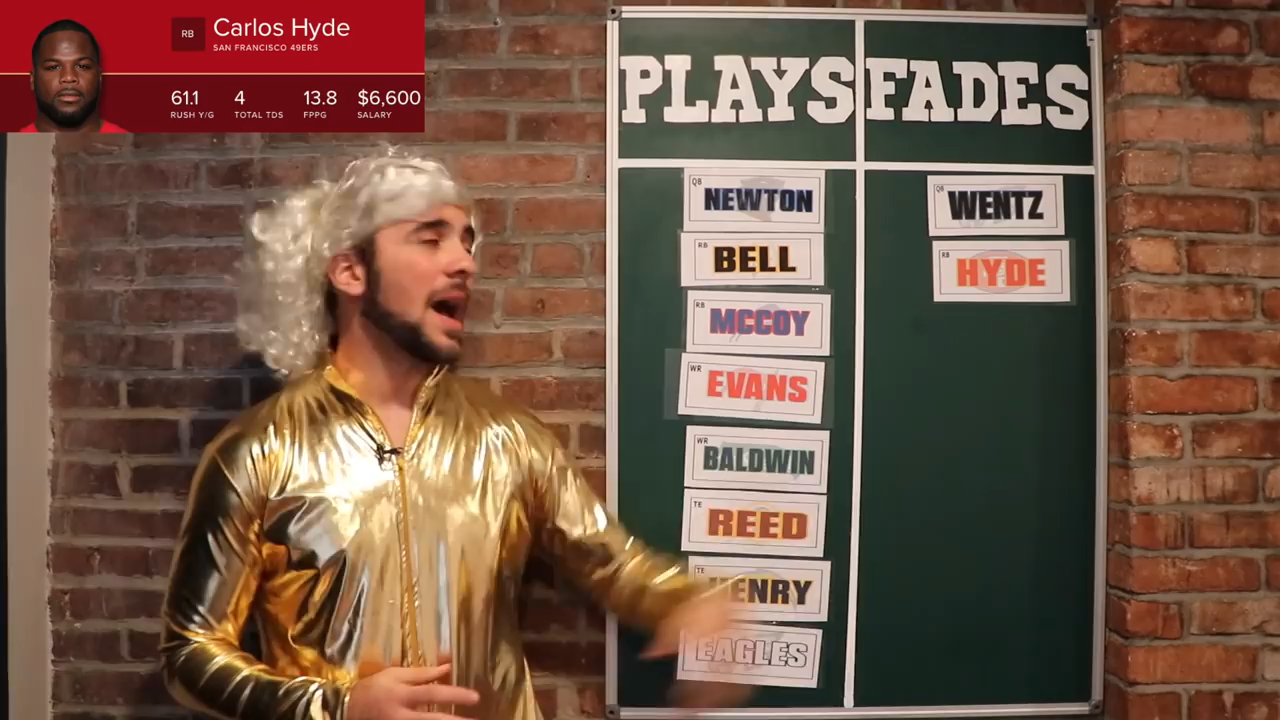 RB
Carlos Hyde
SAN FRANCISCO 49ERS
61.1 4 13.8 $6,600
RUSH Y/G TOTAL TDS FPPG SALARY
PLAYS FADES
QB
NEWTON
RB
BELL
RB
MCCOY
WR
EVANS
WR
BALDWIN
TE
REED
TE
HENRY
EAGLES
QB
WENTZ
RB
HYDE